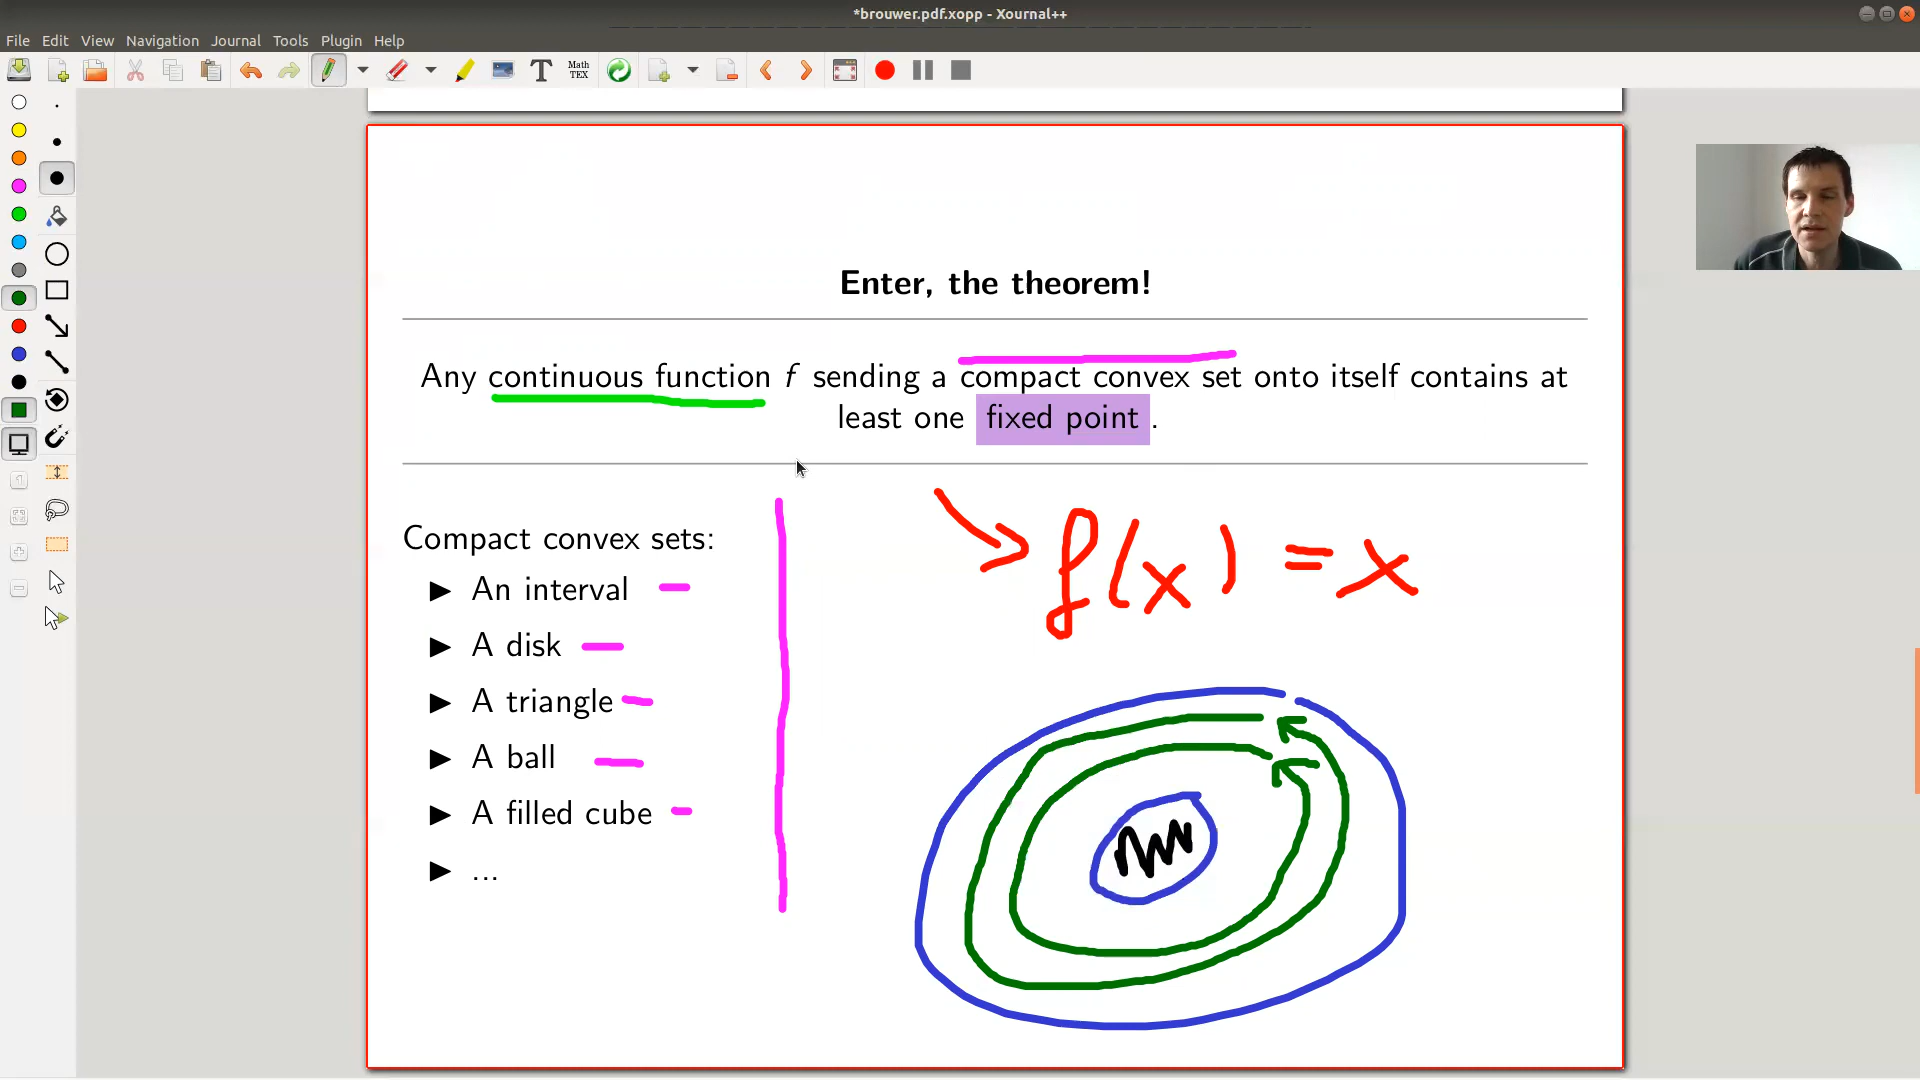 *brouwer.pdf.xopp - Xournal++
File Edit View Navigation Journal Tools Plugin Help
Math
TEX
Enter, the theorem!
Any continuous function f sending a compact convex set onto itself contains at
least one fixed point.
f(x) = x
Compact convex sets:
▶ An interval
▶ A disk
▶ A triangle
▶ A ball
▶ A filled cube
▶ ...